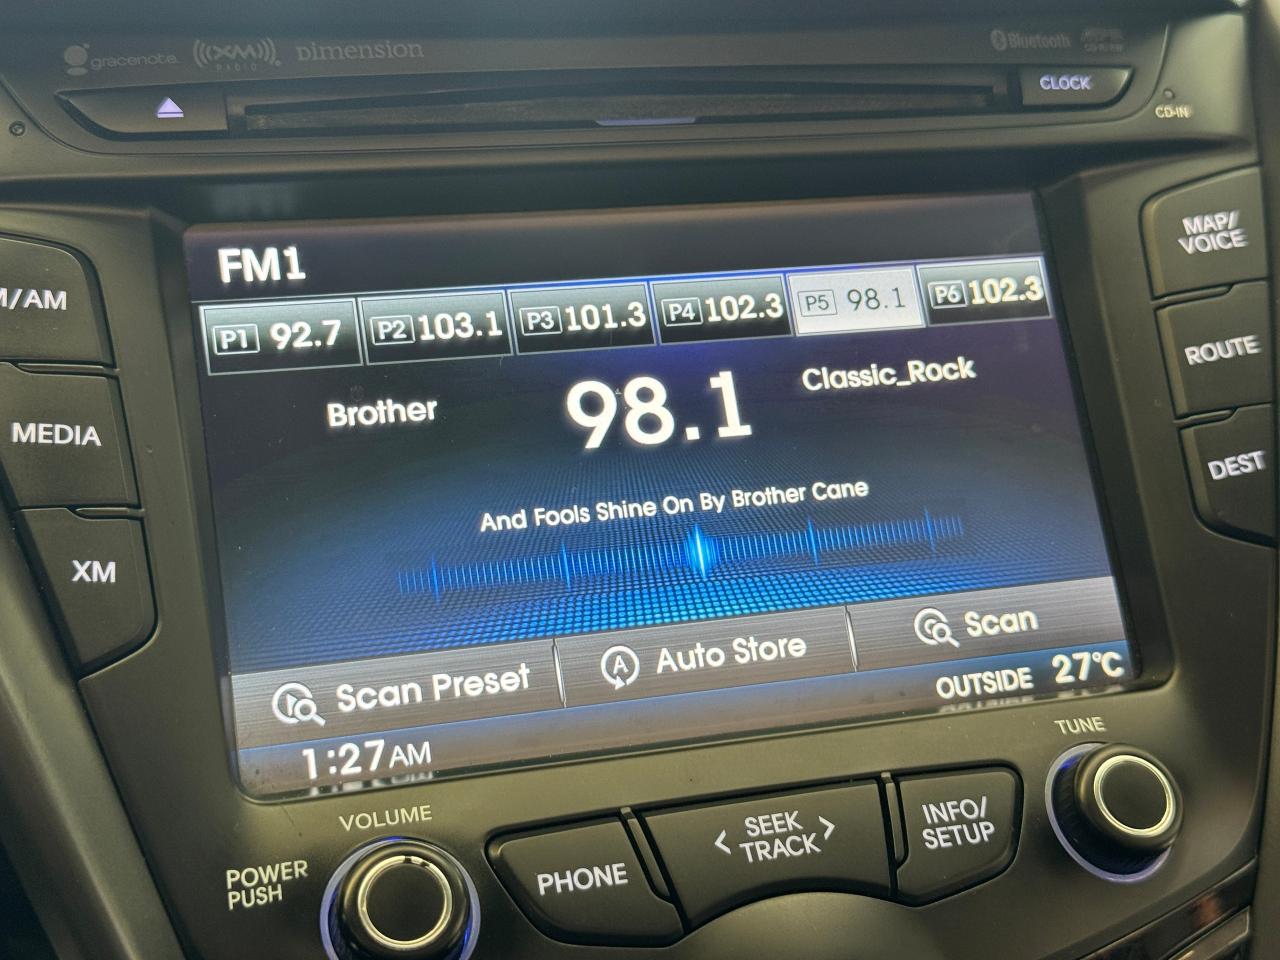 gracenote
((XM))
RADIO
Dimension
Bluetooth
CLOCK
CD-IN
FM1
P1 92.7
P2 103.1
P3 101.3
P4 102.3
P5 98.1
P6 102.3
Brother
98.1
Classic_Rock
And Fools Shine On By Brother Cane
Scan Preset
A Auto Store
Scan
1:27AM
OUTSIDE 27°C
M/AM
MEDIA
XM
MAP/
VOICE
ROUTE
DEST
VOLUME
POWER
PUSH
PHONE
< SEEK >
TRACK
INFO/
SETUP
TUNE